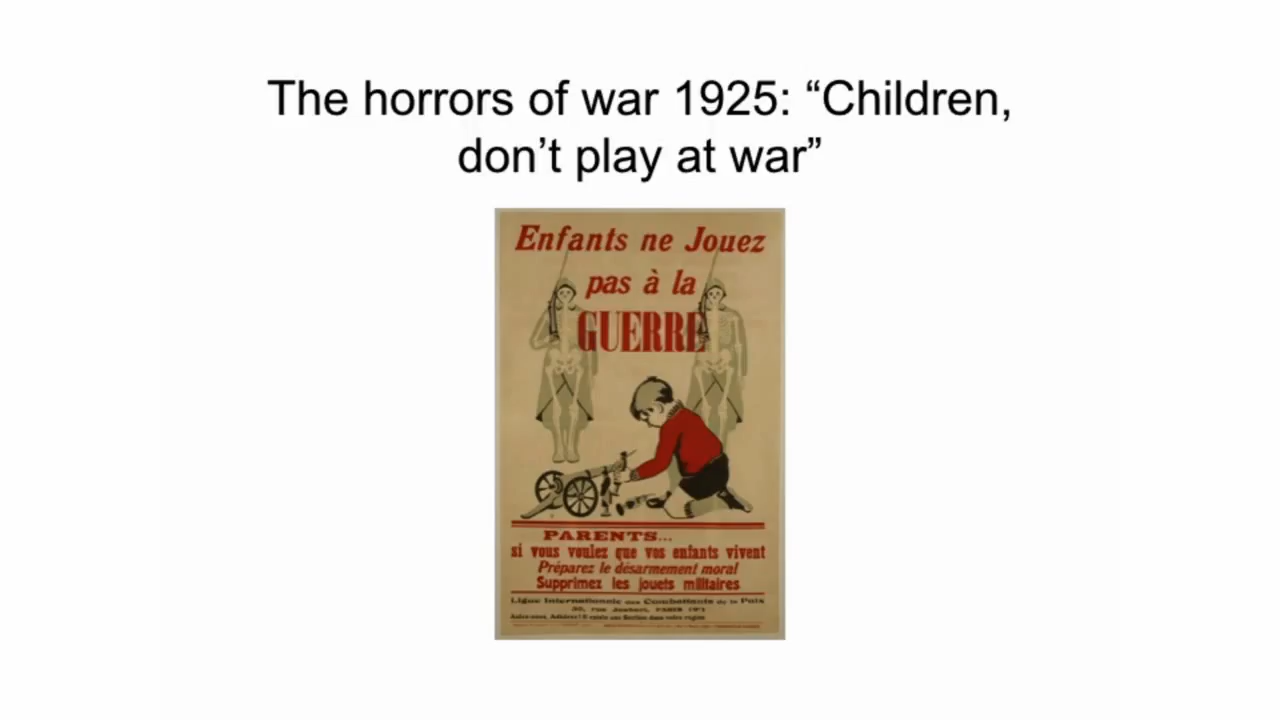 The horrors of war 1925: “Children,
don’t play at war”
Enfants ne Jouez
pas à la
GUERRE
PARENTS...
si vous voulez que vos enfants vivent
Préparez le désarmement moral
Supprimez les jouets militaires
Ligue Internationale des Combattants de la Paix
rue Joubert, PARIS